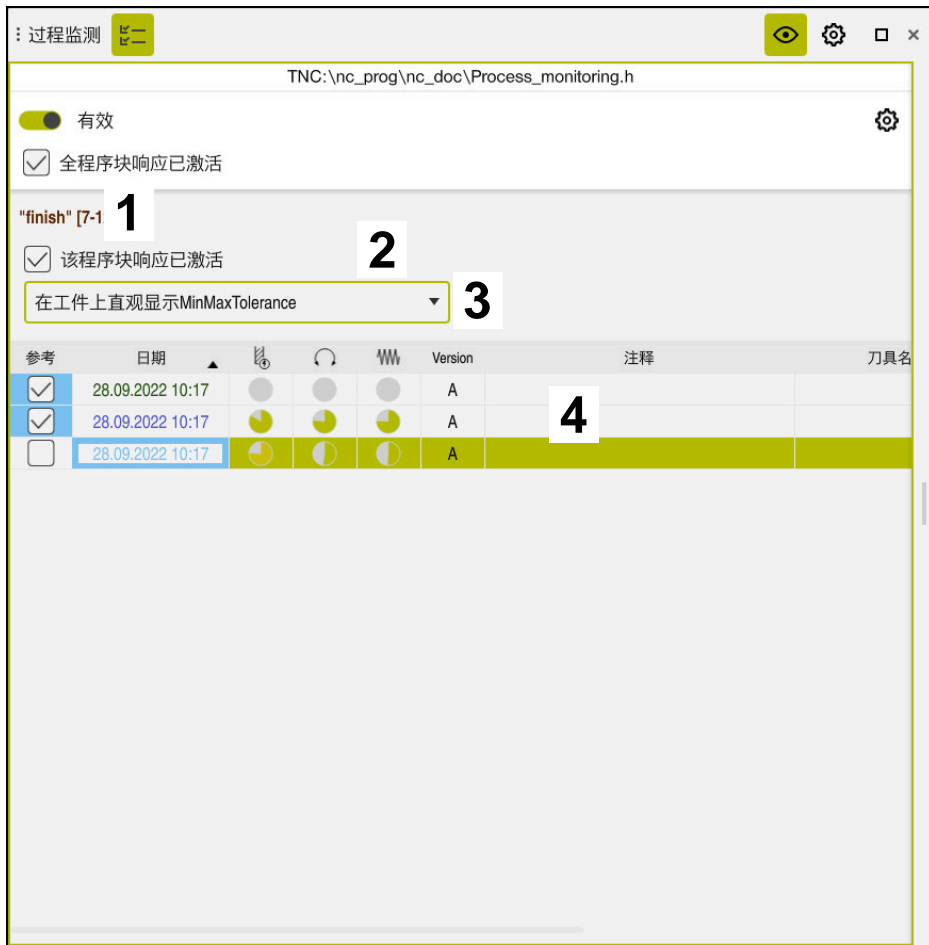 过程监测
TNC:\nc_prog\nc_doc\Process_monitoring.h
有效
全程序块响应已激活
"finish" [7-1
1
该程序块响应已激活
2
在工件上直观显示MinMaxTolerance
3
参考 日期 Version 注释 刀具名
28.09.2022 10:17 A
28.09.2022 10:17 A
4
28.09.2022 10:17 A